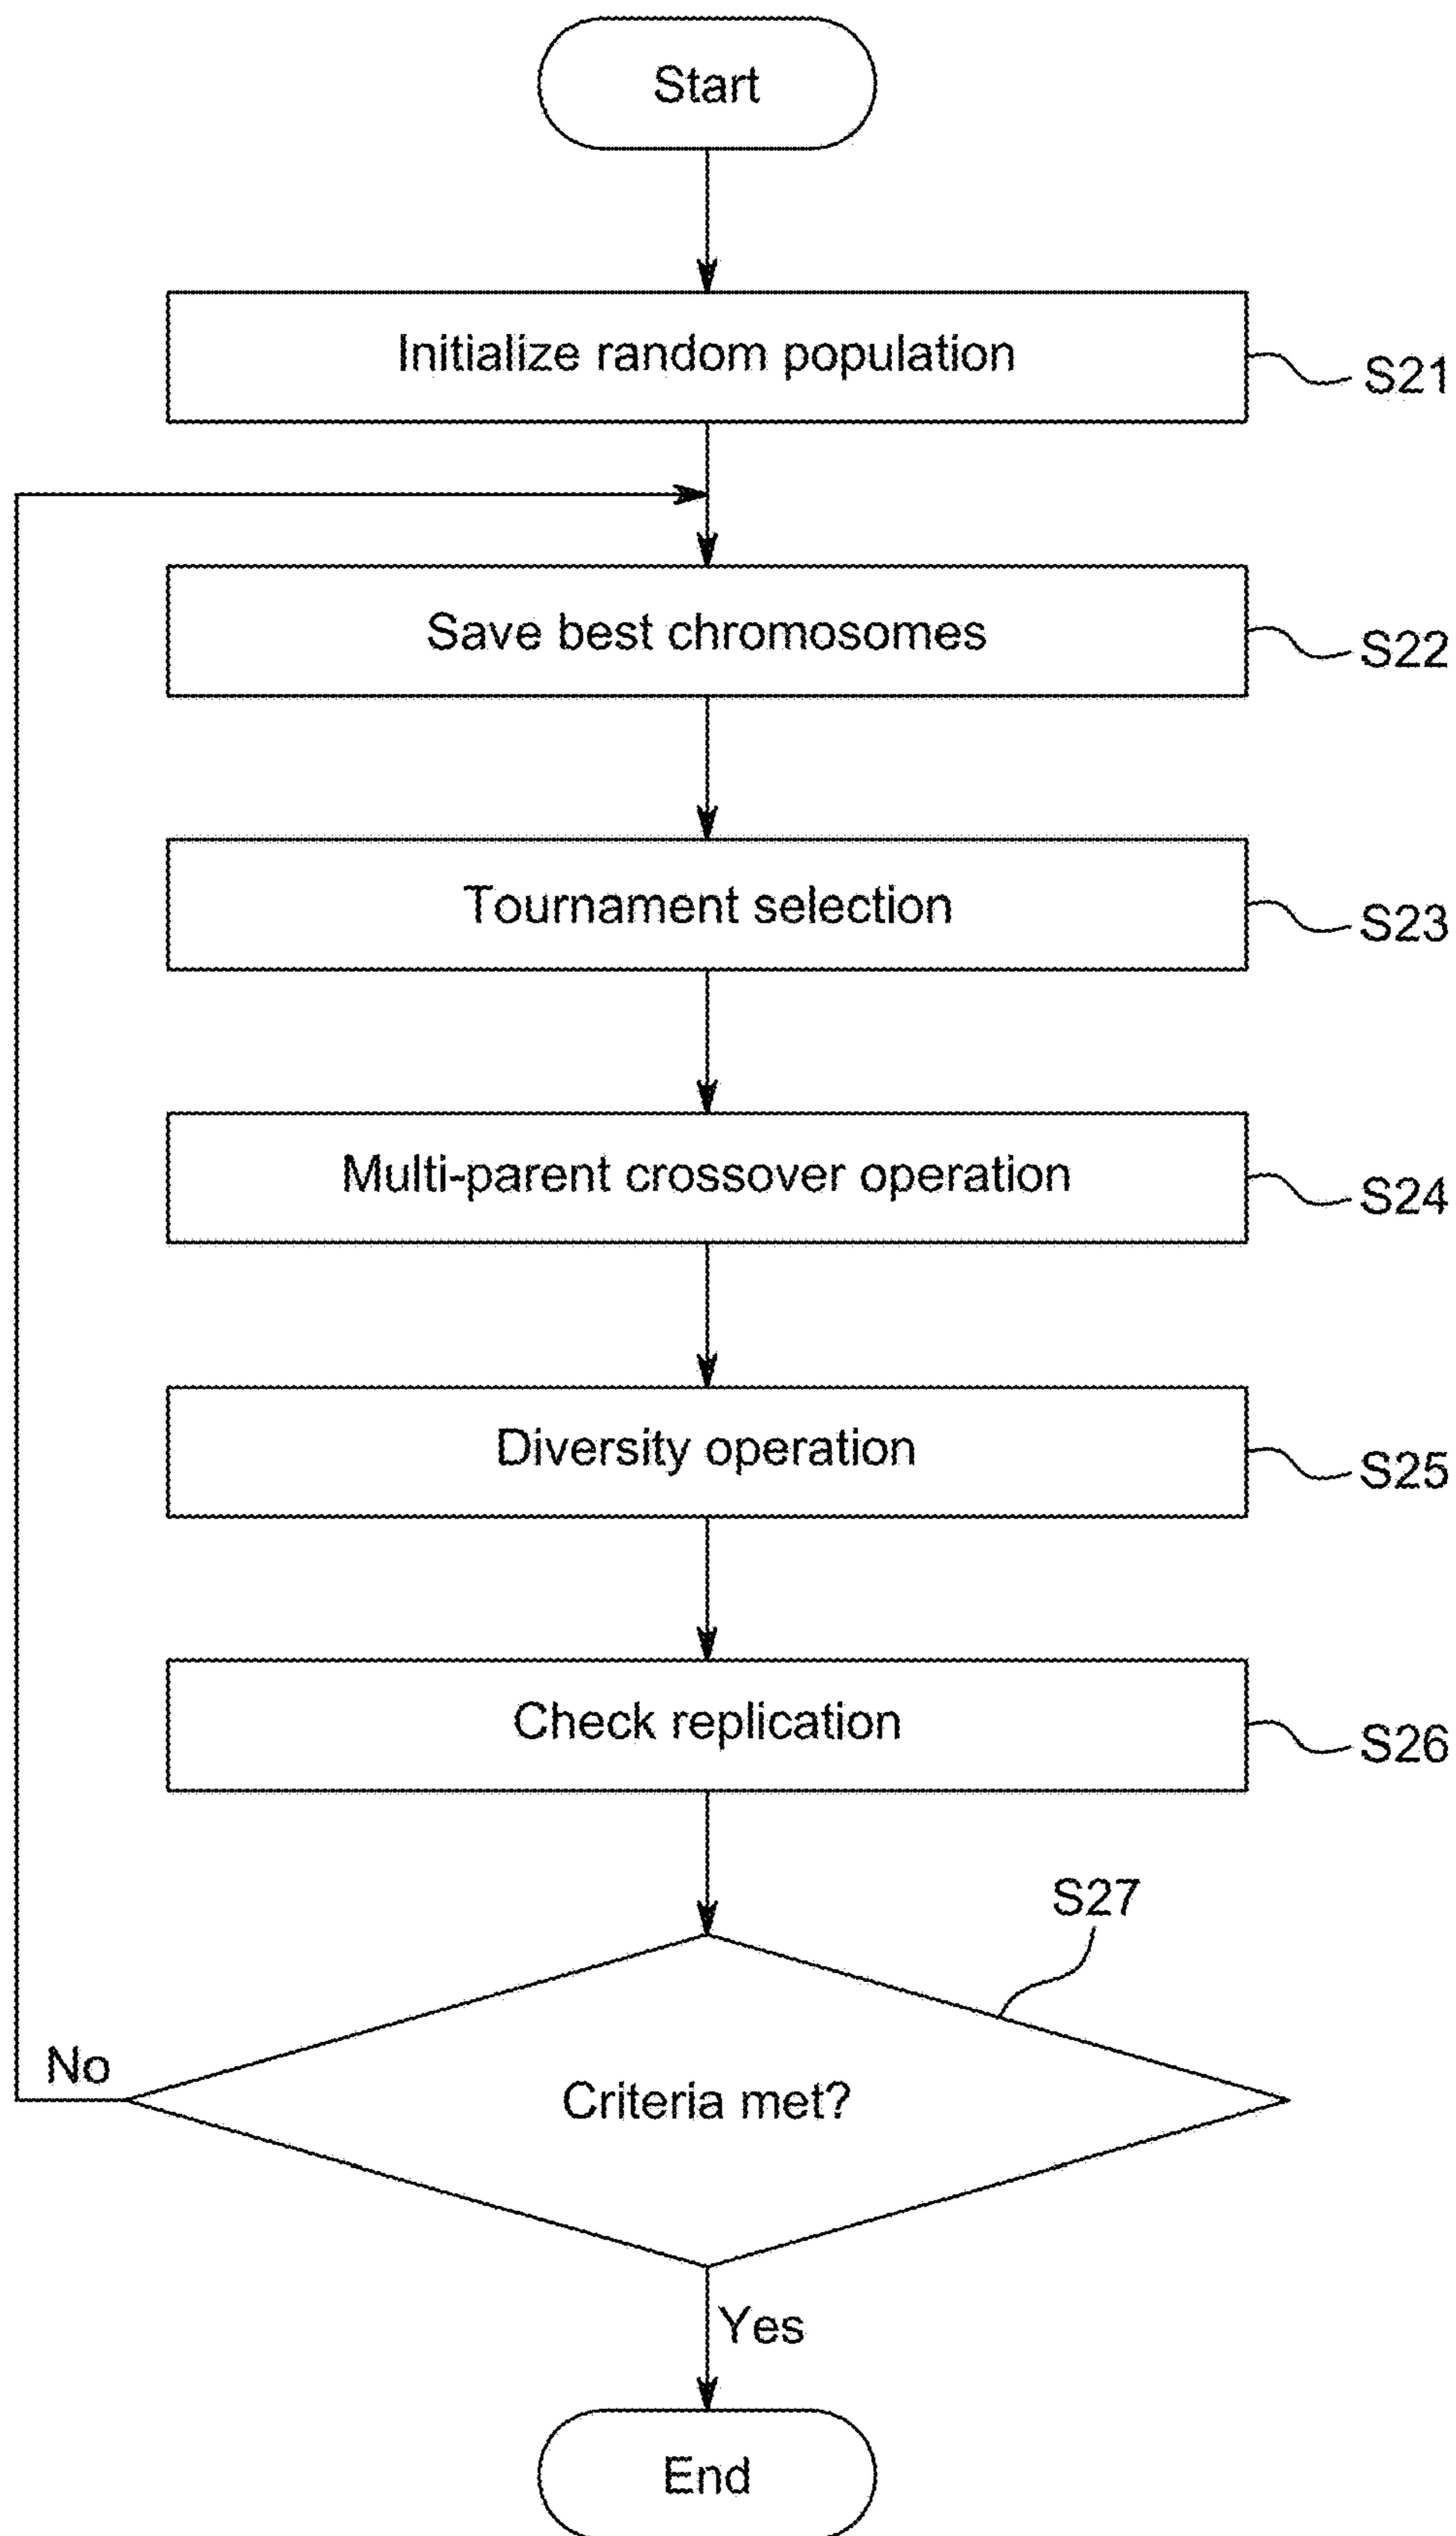 Start
Initialize random population
S21
Save best chromosomes
S22
Tournament selection
S23
Multi-parent crossover operation
S24
Diversity operation
S25
Check replication
S26
S27
No
Criteria met?
Yes
End